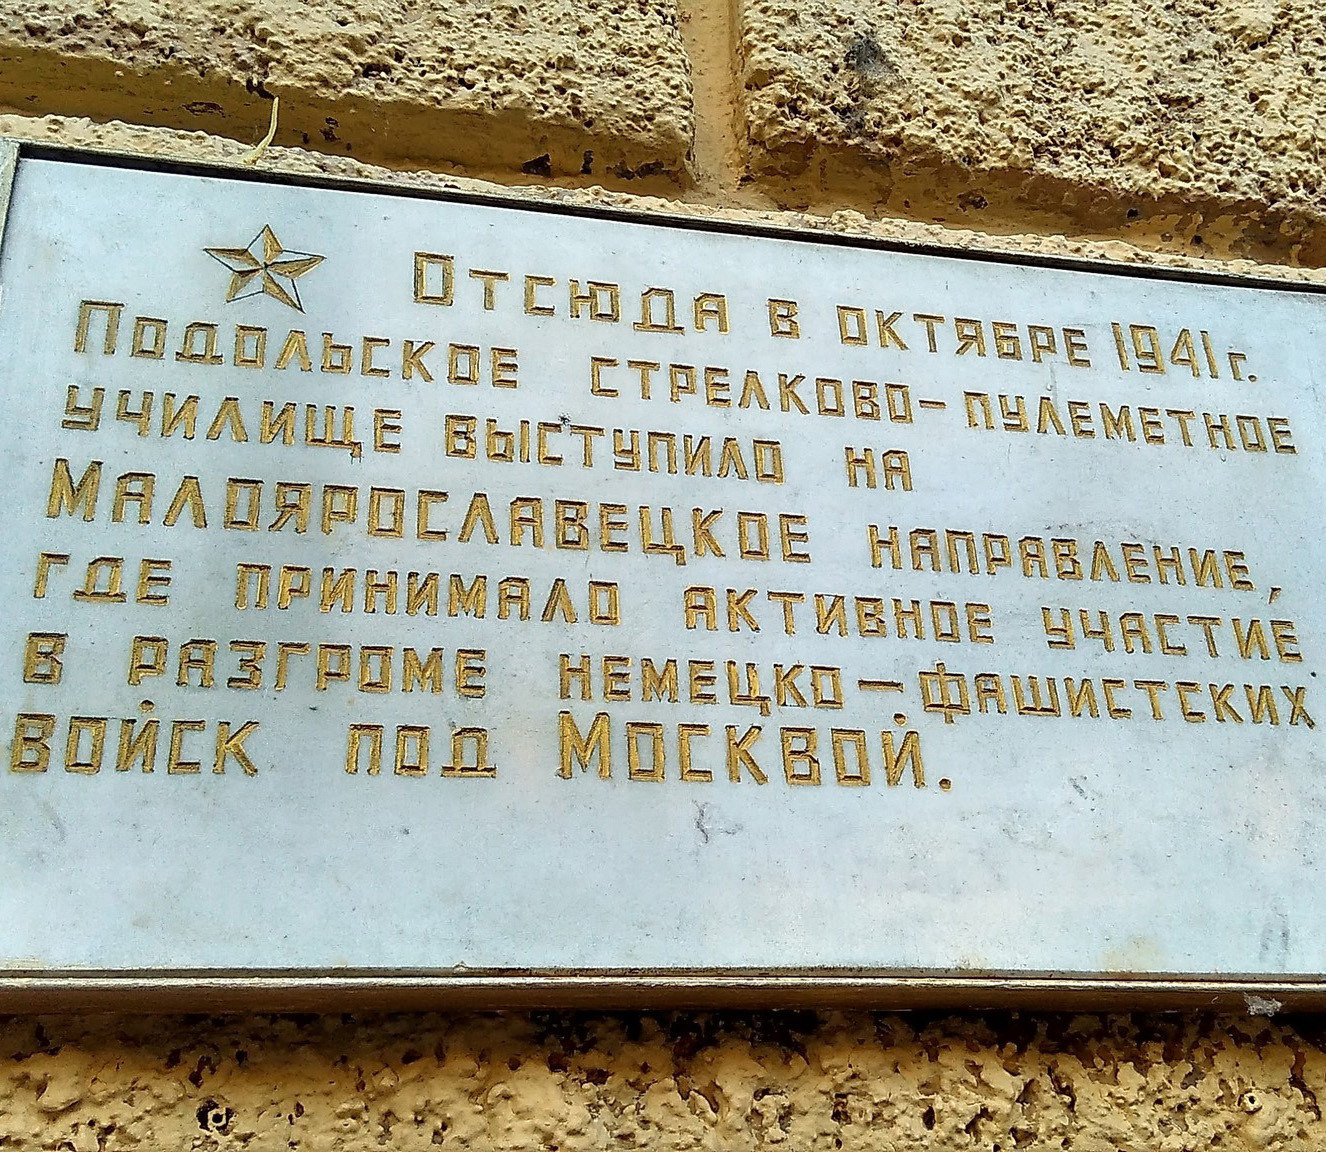 Отсюда в октябре 1941 г.
Подольское стрелково-пулеметное
училище выступило на
Малоярославецкое направление,
где принимало активное участие
в разгроме немецко-фашистских
войск под Москвой.